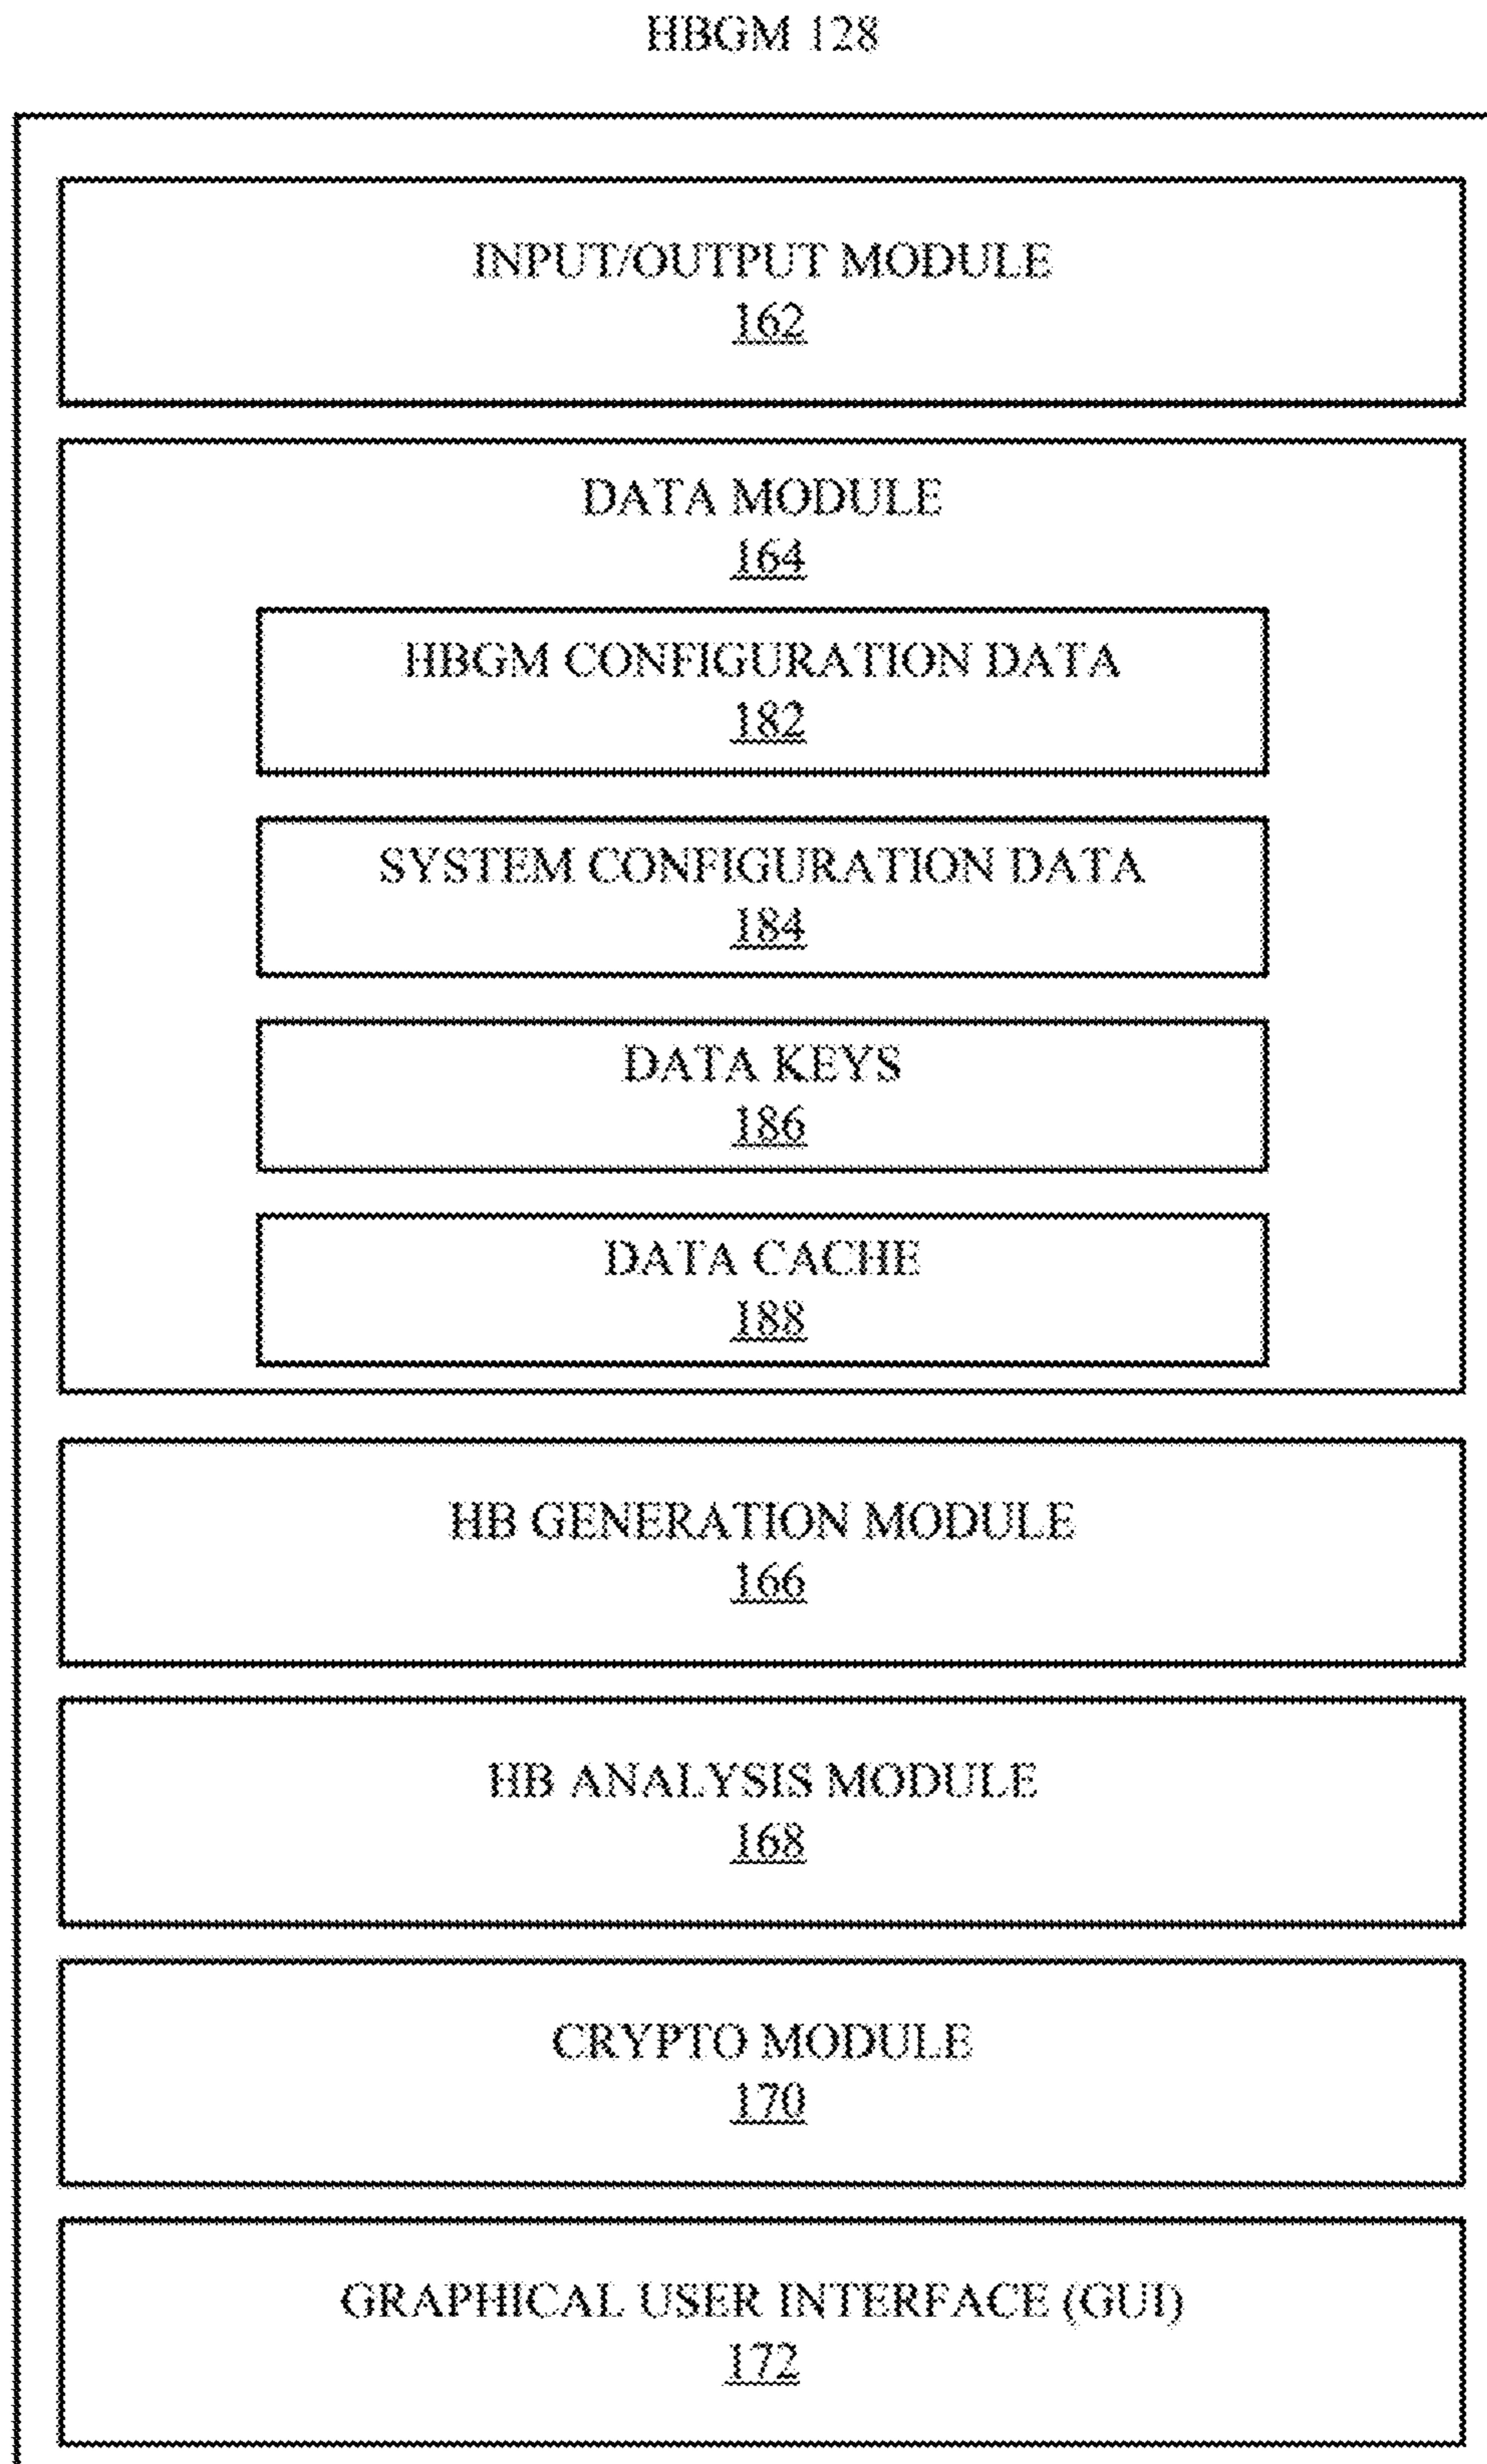 HBGM 128
INPUT/OUTPUT MODULE
162
DATA MODULE
164
HBGM CONFIGURATION DATA
182
SYSTEM CONFIGURATION DATA
184
DATA KEYS
186
DATA CACHE
188
HB GENERATION MODULE
166
HB ANALYSIS MODULE
168
CRYPTO MODULE
170
GRAPHICAL USER INTERFACE (GUI)
172